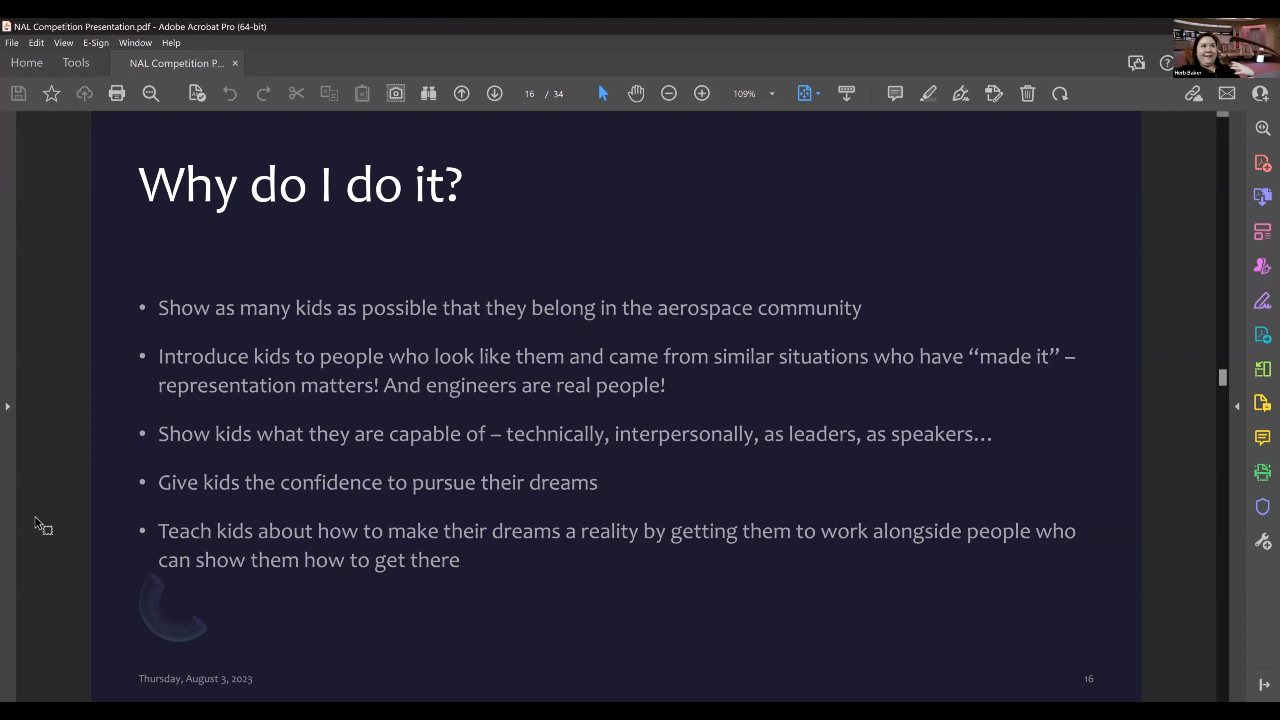 NAL Competition Presentation.pdf - Adobe Acrobat Pro (64-bit)
File Edit View E-Sign Window Help
Home Tools NAL Competition P... ×
16 / 34 109%
Herb Baker
Why do I do it?
• Show as many kids as possible that they belong in the aerospace community
• Introduce kids to people who look like them and came from similar situations who have “made it” –
representation matters! And engineers are real people!
• Show kids what they are capable of – technically, interpersonally, as leaders, as speakers…
• Give kids the confidence to pursue their dreams
• Teach kids about how to make their dreams a reality by getting them to work alongside people who
can show them how to get there
Thursday, August 3, 2023 16